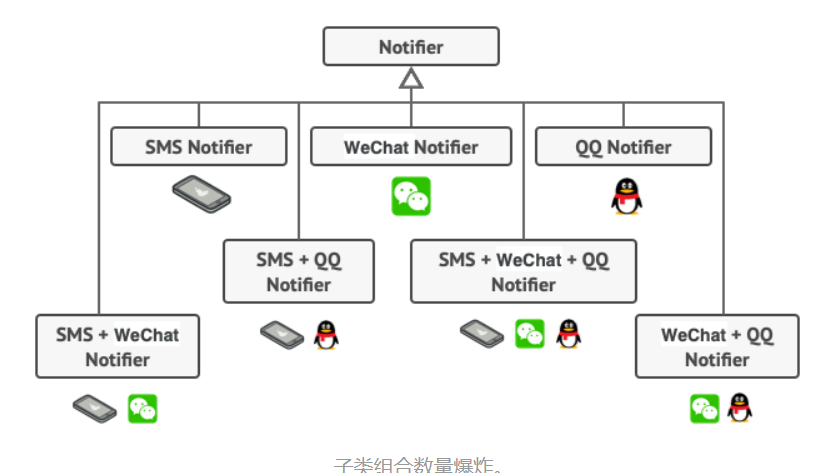 Notifier
SMS Notifier
WeChat Notifier
QQ Notifier
SMS + QQ
Notifier
SMS + WeChat + QQ
Notifier
SMS + WeChat
Notifier
WeChat + QQ
Notifier
子类组合数量爆炸。